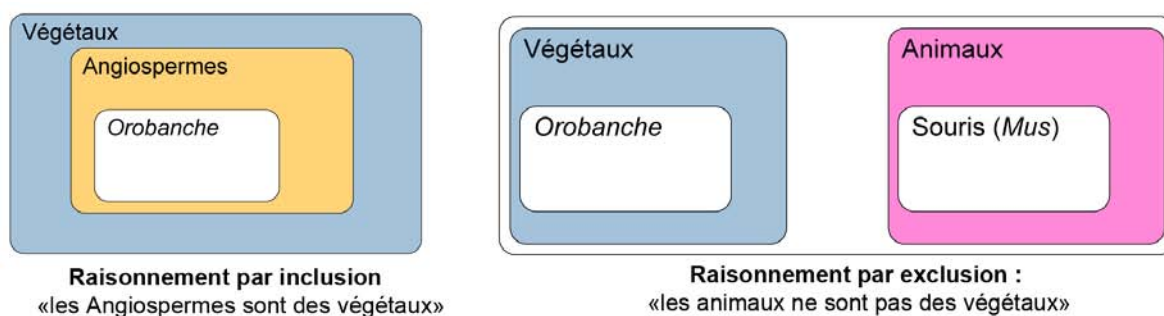 Végétaux
Angiospermes
Orobanche
Raisonnement par inclusion
«les Angiospermes sont des végétaux»
Végétaux
Orobanche
Animaux
Souris (Mus)
Raisonnement par exclusion :
«les animaux ne sont pas des végétaux»